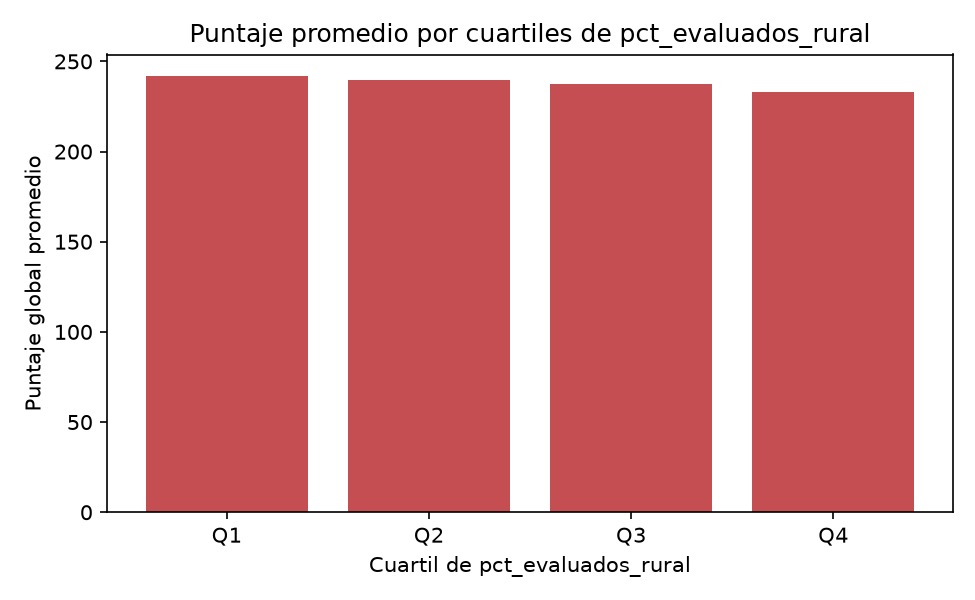 Puntaje promedio por cuartiles de pct_evaluados_rural
Puntaje global promedio
250
200
150
100
50
0
Q1 Q2 Q3 Q4
Cuartil de pct_evaluados_rural